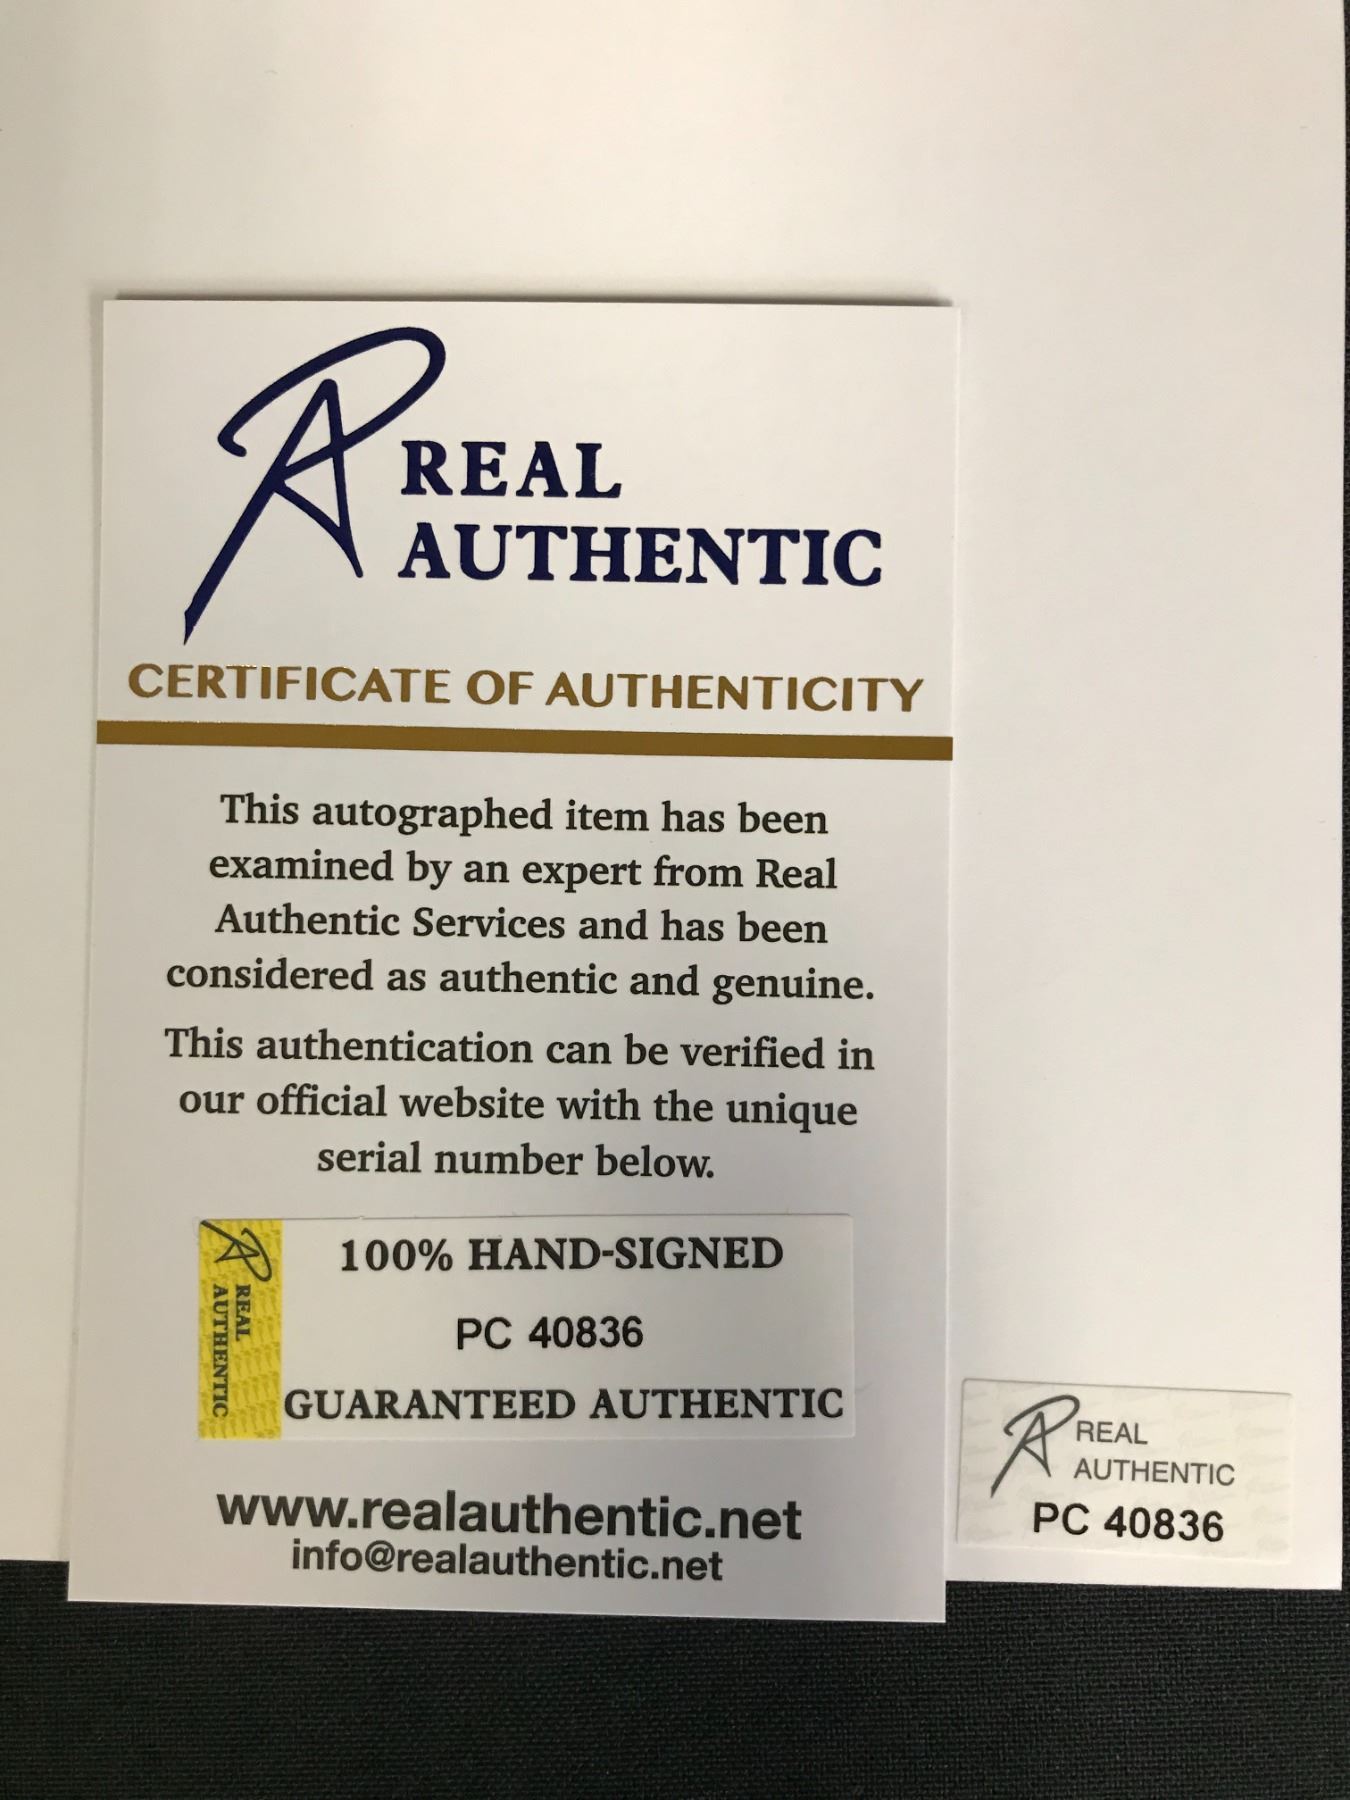 REAL
AUTHENTIC
CERTIFICATE OF AUTHENTICITY
This autographed item has been
examined by an expert from Real
Authentic Services and has been
considered as authentic and genuine.
This authentication can be verified in
our official website with the unique
serial number below.
REAL
AUTHENTIC
100% HAND-SIGNED
PC 40836
GUARANTEED AUTHENTIC
www.realauthentic.net
info@realauthentic.net
REAL
AUTHENTIC
PC 40836